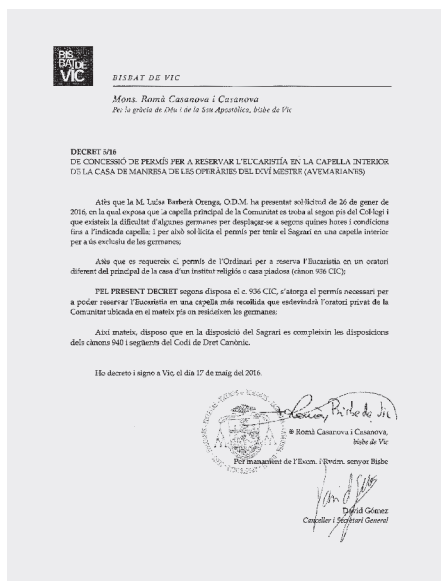 BIS
BAT DE
VIC
BISBAT DE VIC
Mons. Romà Casanova i Casanova
Per la gràcia de Déu i de la Seu Apostòlica, bisbe de Vic
DECRET 5/16
DE CONCESSIÓ DE PERMÍS PER A RESERVAR L'EUCARISTIA EN LA CAPELLA INTERIOR
DE LA CASA DE MANRESA DE LES OPERÀRIES DEL DIVÍ MESTRE (AVEMARIANES)
Atès que la M. Luisa Barberà Orenga, O.D.M. ha presentat sol·licitud de 26 de gener de
2016, en la qual exposa que la capella principal de la Comunitat es troba al segon pis del Col·legi i
que existeix la dificultat d'algunes germanes per desplaçar-se segons quines hores i condicions
fins a l'indicada capella; i per això sol·licita el permís per tenir el Sagrari en una capella interior
per a ús exclusiu de les germanes;
Atès que es requereix el permís de l'Ordinari per a reserva l'Eucaristia en un oratori
diferent del principal de la casa d'un institut religiós o casa piadosa (cànon 936 CIC);
PEL PRESENT DECRET segons disposa el c. 936 CIC, s'atorga el permís necessari per
a poder reservar l'Eucaristia en una capella més recollida que esdevindrà l'oratori privat de la
Comunitat ubicada en el mateix pis on resideixen les germanes;
Així mateix, disposo que en la disposició del Sagrari es compleixin les disposicions
dels cànons 940 i següents del Codi de Dret Canònic.
Ho decreto i signo a Vic, el dia 17 de maig del 2016.
+ Romà, Bisbe de Vic
✠ Romà Casanova i Casanova,
bisbe de Vic
Per manament de l'Excm. i Rvdm. senyor Bisbe
David Gómez
Canceller i Secretari General